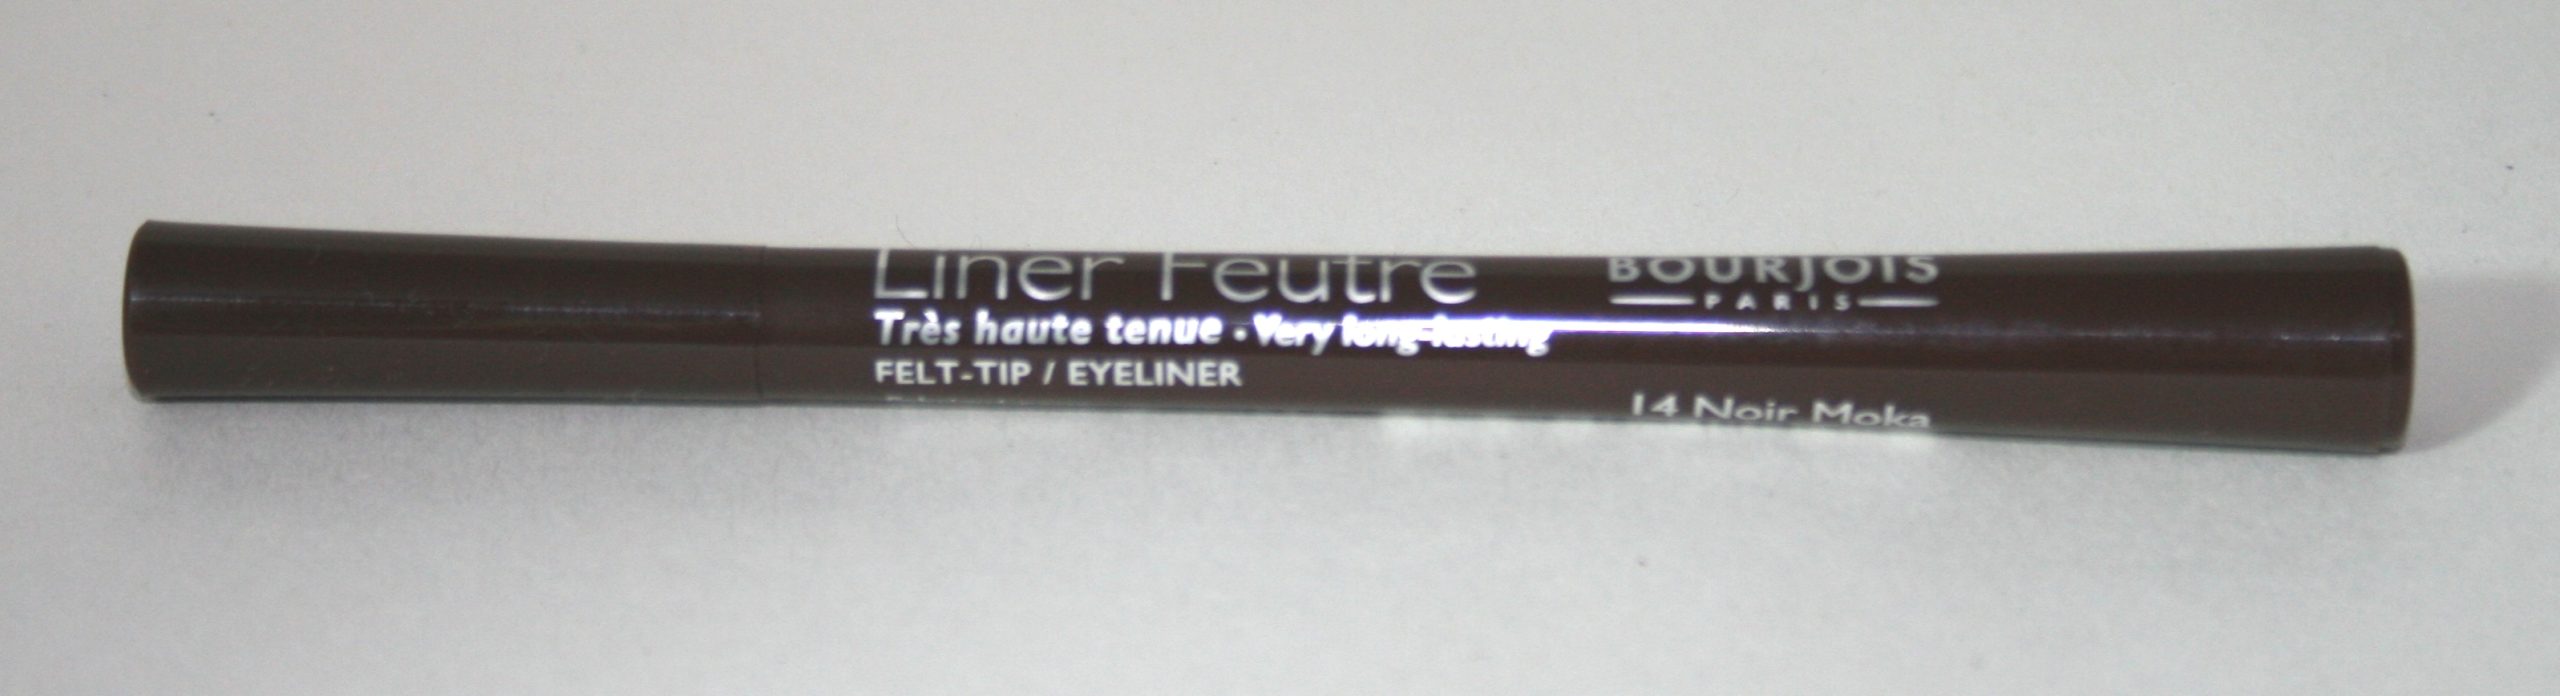 Liner Feutre
BOURJOIS
PARIS
Très haute tenue • Very long-lasting
FELT-TIP / EYELINER
14 Noir Moka